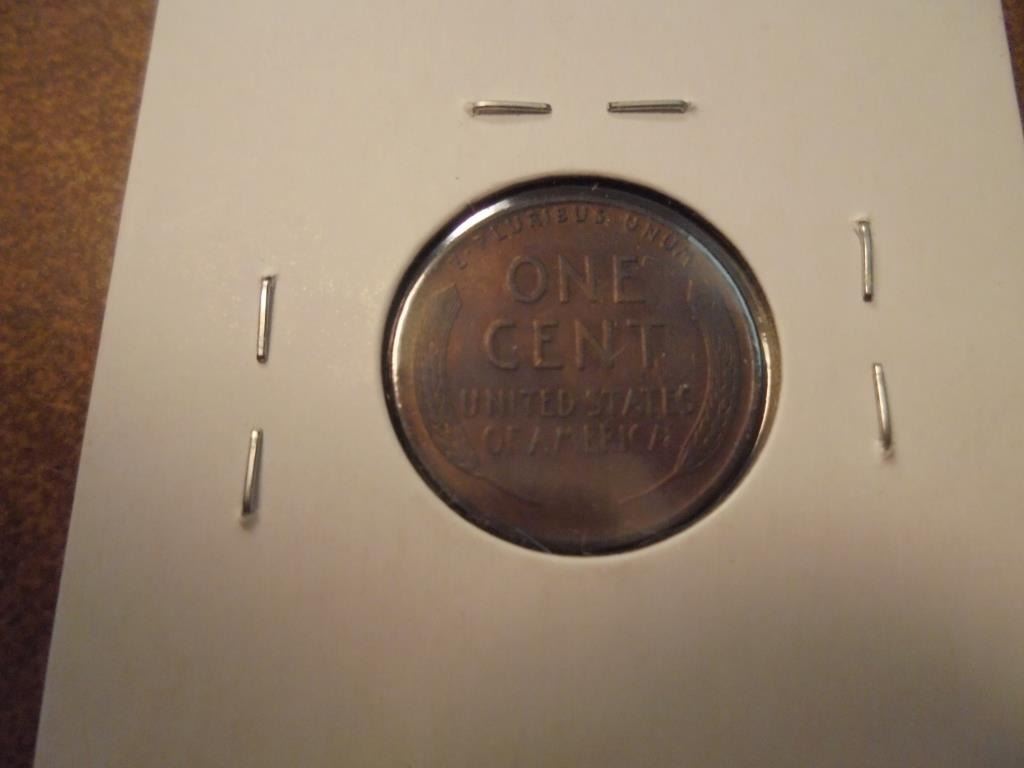 E · PLURIBUS · UNUM
ONE
CENT
UNITED STATES
OF AMERICA